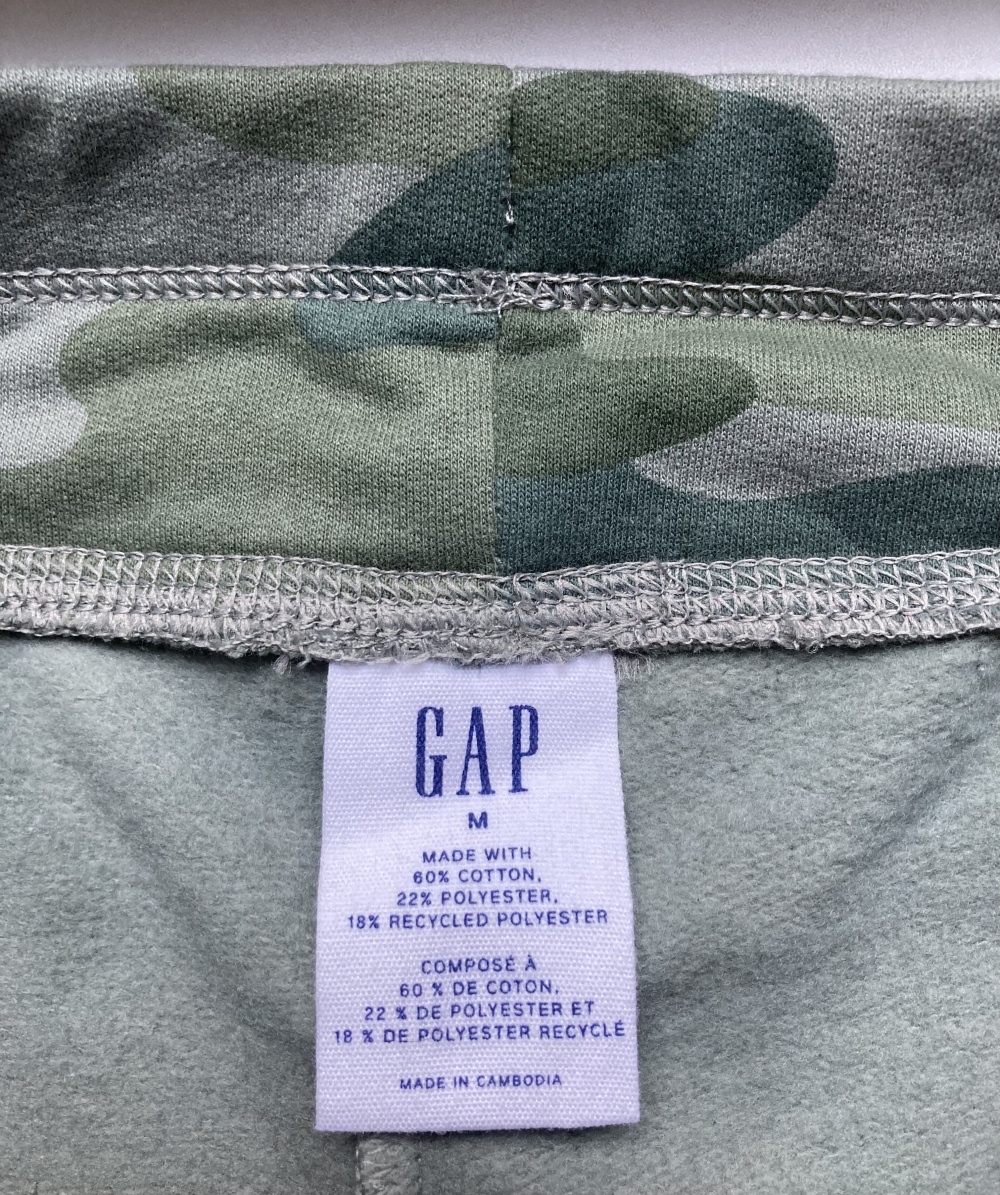 GAP
M
MADE WITH
60% COTTON,
22% POLYESTER,
18% RECYCLED POLYESTER
COMPOSÉ À
60 % DE COTON,
22 % DE POLYESTER ET
18 % DE POLYESTER RECYCLÉ
MADE IN CAMBODIA